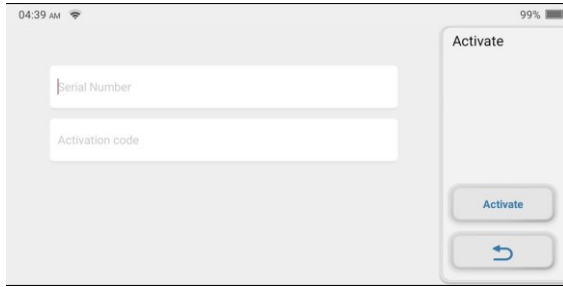 04:39 AM
99%
Activate
Serial Number
Activation code
Activate